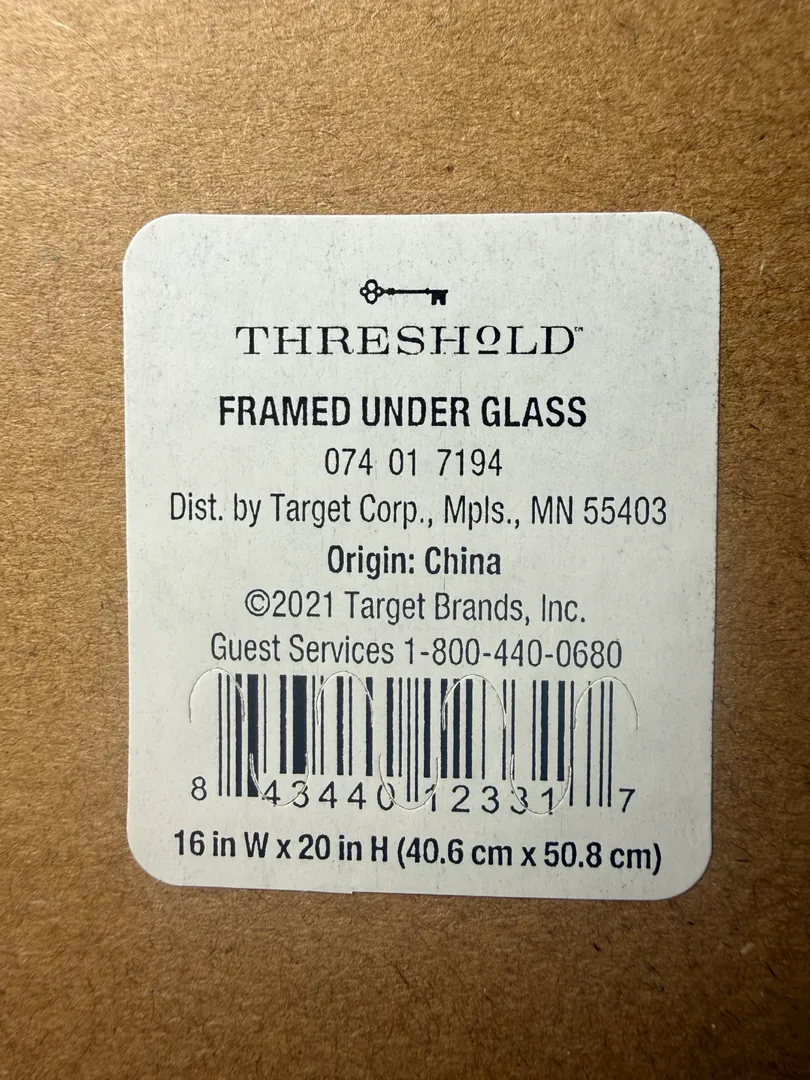 THRESHOLD™
FRAMED UNDER GLASS
074 01 7194
Dist. by Target Corp., Mpls., MN 55403
Origin: China
©2021 Target Brands, Inc.
Guest Services 1-800-440-0680
8 43440 12331 7
16 in W x 20 in H (40.6 cm x 50.8 cm)